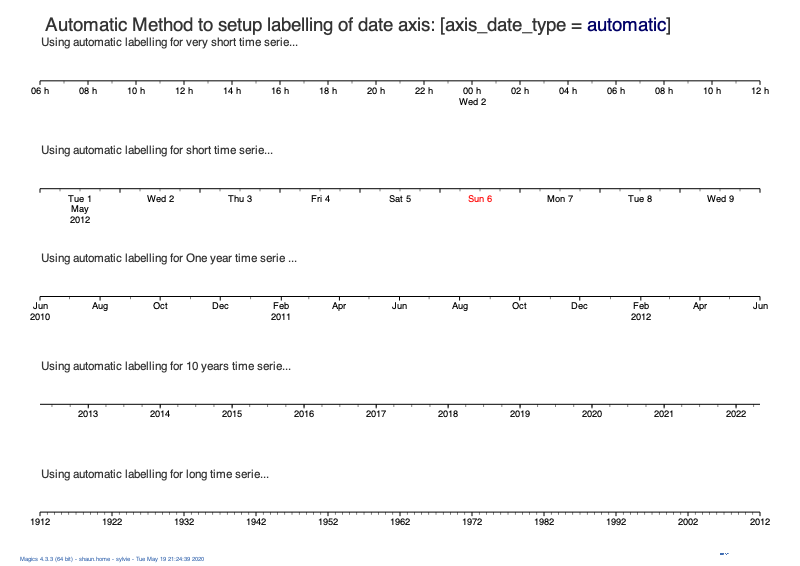 Automatic Method to setup labelling of date axis: [axis_date_type = automatic]
Using automatic labelling for very short time serie...
06 h 08 h 10 h 12 h 14 h 16 h 18 h 20 h 22 h 00 h 02 h 04 h 06 h 08 h 10 h 12 h
Wed 2
Using automatic labelling for short time serie...
Tue 1 Wed 2 Thu 3 Fri 4 Sat 5 Sun 6 Mon 7 Tue 8 Wed 9
May
2012
Using automatic labelling for One year time serie ...
Jun Aug Oct Dec Feb Apr Jun Aug Oct Dec Feb Apr Jun
2010 2011 2012
Using automatic labelling for 10 years time serie...
2013 2014 2015 2016 2017 2018 2019 2020 2021 2022
Using automatic labelling for long time serie...
1912 1922 1932 1942 1952 1962 1972 1982 1992 2002 2012
Magics 4.3.3 (64 bit) - shaun.home - sylvie - Tue May 19 21:24:39 2020